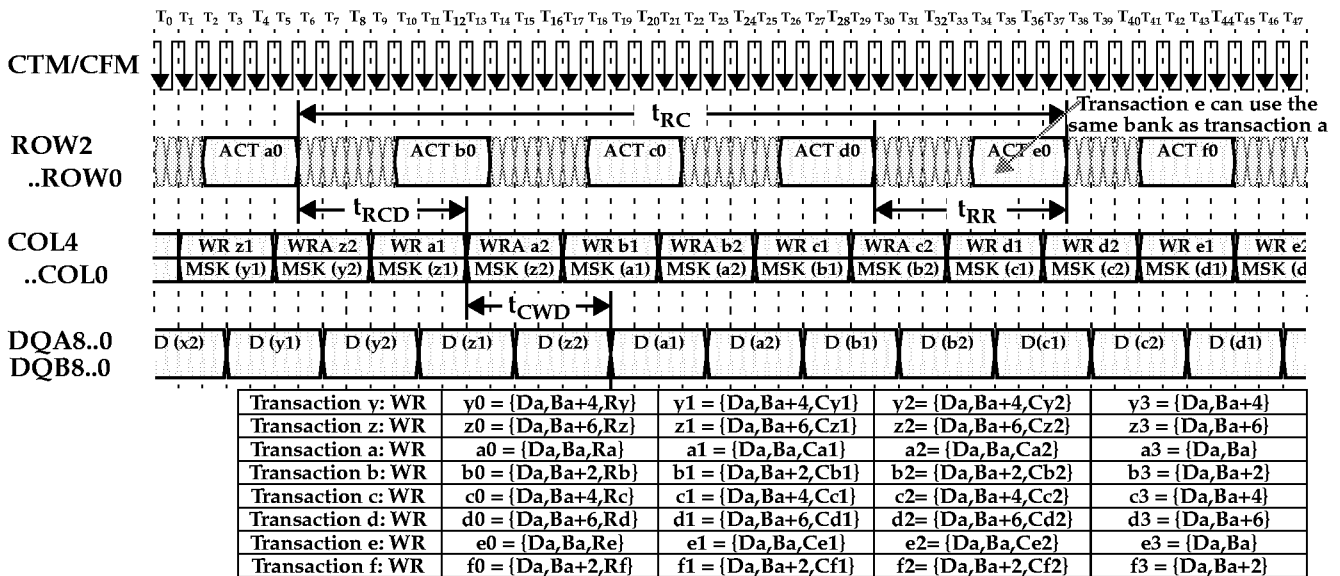 T0 T1 T2 T3 T4 T5 T6 T7 T8 T9 T10 T11 T12 T13 T14 T15 T16 T17 T18 T19 T20 T21 T22 T23 T24 T25 T26 T27 T28 T29 T30 T31 T32 T33 T34 T35 T36 T37 T38 T39 T40 T41 T42 T43 T44 T45 T46 T47
CTM/CFM
tRC
Transaction e can use the
same bank as transaction a
ROW2
..ROW0
ACT a0 ACT b0 ACT c0 ACT d0 ACT e0 ACT f0
tRCD tRR
COL4
..COL0
WR z1 WRA z2 WR a1 WRA a2 WR b1 WRA b2 WR c1 WRA c2 WR d1 WR d2 WR e1 WR e2
MSK (y1) MSK (y2) MSK (z1) MSK (z2) MSK (a1) MSK (a2) MSK (b1) MSK (b2) MSK (c1) MSK (c2) MSK (d1) MSK (d
tCWD
DQA8..0
DQB8..0
D (x2) D (y1) D (y2) D (z1) D (z2) D (a1) D (a2) D (b1) D (b2) D(c1) D (c2) D (d1)
Transaction y: WR y0 = {Da,Ba+4,Ry} y1 = {Da,Ba+4,Cy1} y2= {Da,Ba+4,Cy2} y3 = {Da,Ba+4}
Transaction z: WR z0 = {Da,Ba+6,Rz} z1 = {Da,Ba+6,Cz1} z2= {Da,Ba+6,Cz2} z3 = {Da,Ba+6}
Transaction a: WR a0 = {Da,Ba,Ra} a1 = {Da,Ba,Ca1} a2= {Da,Ba,Ca2} a3 = {Da,Ba}
Transaction b: WR b0 = {Da,Ba+2,Rb} b1 = {Da,Ba+2,Cb1} b2= {Da,Ba+2,Cb2} b3 = {Da,Ba+2}
Transaction c: WR c0 = {Da,Ba+4,Rc} c1 = {Da,Ba+4,Cc1} c2= {Da,Ba+4,Cc2} c3 = {Da,Ba+4}
Transaction d: WR d0 = {Da,Ba+6,Rd} d1 = {Da,Ba+6,Cd1} d2= {Da,Ba+6,Cd2} d3 = {Da,Ba+6}
Transaction e: WR e0 = {Da,Ba,Re} e1 = {Da,Ba,Ce1} e2= {Da,Ba,Ce2} e3 = {Da,Ba}
Transaction f: WR f0 = {Da,Ba+2,Rf} f1 = {Da,Ba+2,Cf1} f2= {Da,Ba+2,Cf2} f3 = {Da,Ba+2}